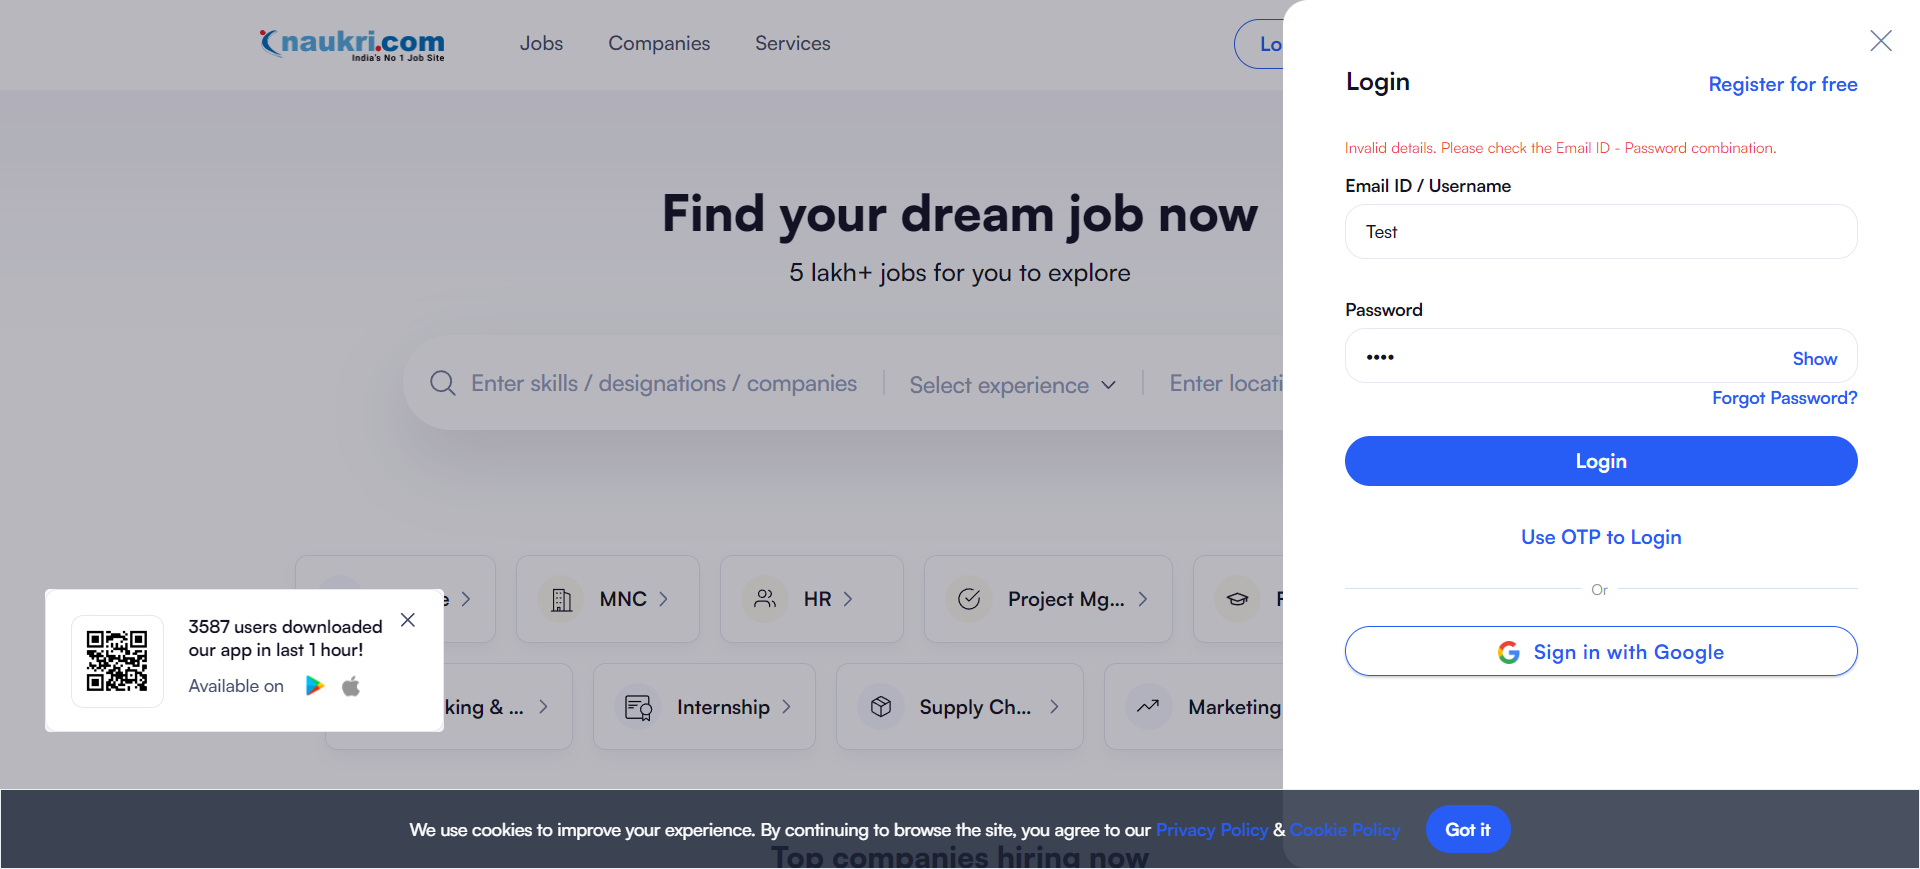 naukri.com
India's No 1 Job Site
Jobs
Companies
Services
Lo
Find your dream job now
5 lakh+ jobs for you to explore
Enter skills / designations / companies
Select experience
Enter locati
e
MNC
HR
Project Mg...
F
king & ...
Internship
Supply Ch...
Marketing
3587 users downloaded
our app in last 1 hour!
Available on
Login
Register for free
Invalid details. Please check the Email ID - Password combination.
Email ID / Username
Test
Password
••••
Show
Forgot Password?
Login
Use OTP to Login
Or
Sign in with Google
We use cookies to improve your experience. By continuing to browse the site, you agree to our Privacy Policy & Cookie Policy
Got it
Top companies hiring now